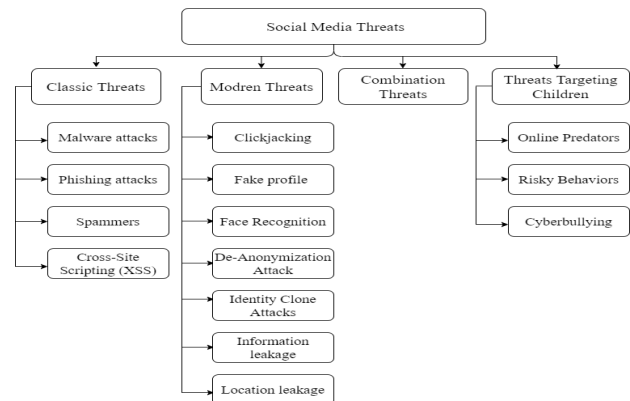 Social Media Threats
Classic Threats
Malware attacks
Phishing attacks
Spammers
Cross-Site
Scripting (XSS)
Modren Threats
Clickjacking
Fake profile
Face Recognition
De-Anonymization
Attack
Identity Clone
Attacks
Information
leakage
Location leakage
Combination
Threats
Threats Targeting
Children
Online Predators
Risky Behaviors
Cyberbullying